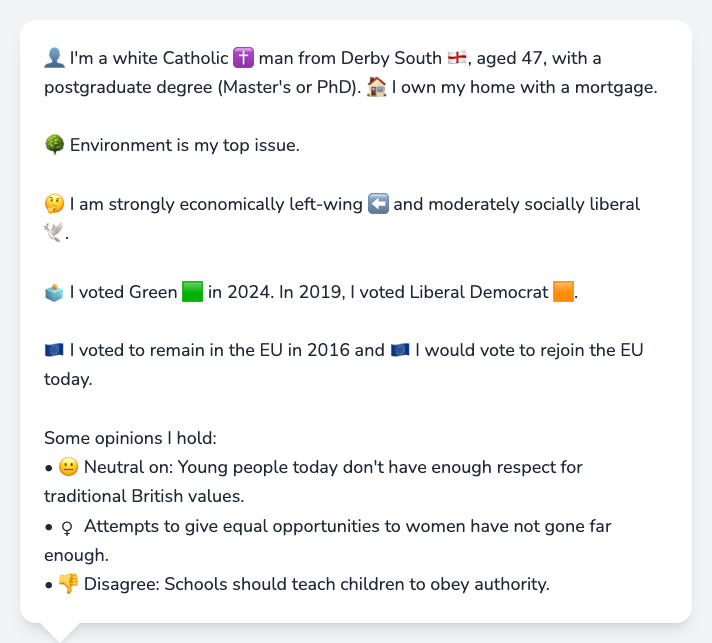 👤 I'm a white Catholic ✝️ man from Derby South 🏴󠁧󠁢󠁥󠁮󠁧󠁿, aged 47, with a
postgraduate degree (Master's or PhD). 🏠 I own my home with a mortgage.
🌳 Environment is my top issue.
🤔 I am strongly economically left-wing ⬅️ and moderately socially liberal
🕊️.
🗳️ I voted Green 🟩 in 2024. In 2019, I voted Liberal Democrat 🟧.
🇪🇺 I voted to remain in the EU in 2016 and 🇪🇺 I would vote to rejoin the EU
today.
Some opinions I hold:
• 😐 Neutral on: Young people today don't have enough respect for
traditional British values.
• ♀ Attempts to give equal opportunities to women have not gone far
enough.
• 👎 Disagree: Schools should teach children to obey authority.